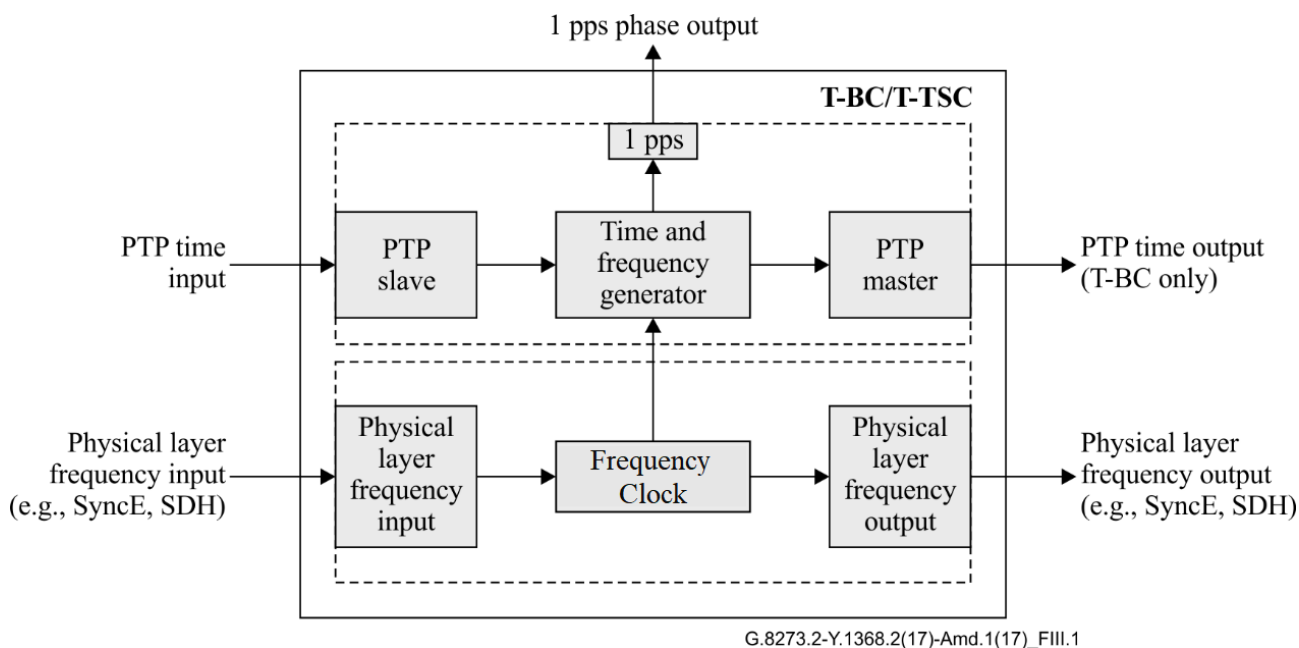 1 pps phase output
T-BC/T-TSC
1 pps
PTP time
input
PTP
slave
Time and
frequency
generator
PTP
master
PTP time output
(T-BC only)
Physical layer
frequency input
(e.g., SyncE, SDH)
Physical
layer
frequency
input
Frequency
Clock
Physical
layer
frequency
output
Physical layer
frequency output
(e.g., SyncE, SDH)
G.8273.2-Y.1368.2(17)-Amd.1(17)_FIII.1